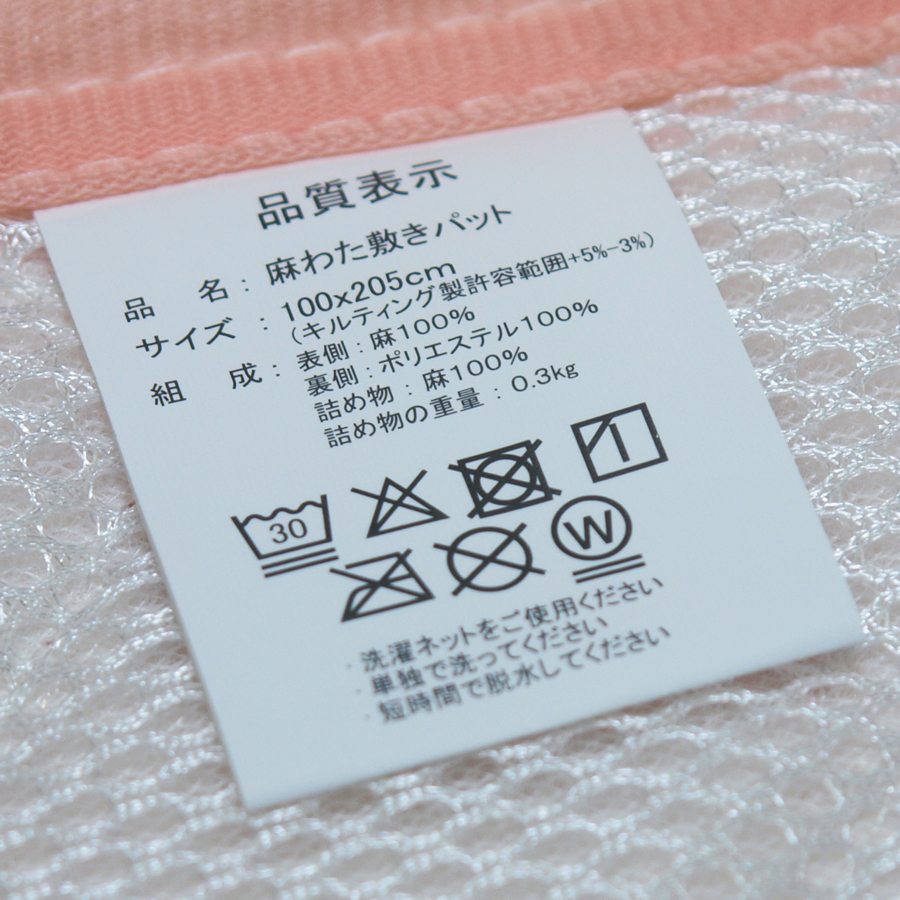 品質表示
品 名：麻わた敷きパット
サイズ：100x205cm
（キルティング製許容範囲+5%-3%）
組 成：表側：麻100%
裏側：ポリエステル100%
詰め物：麻100%
詰め物の重量：0.3kg
30
W
・洗濯ネットをご使用ください
・単独で洗ってください
・短時間で脱水してください